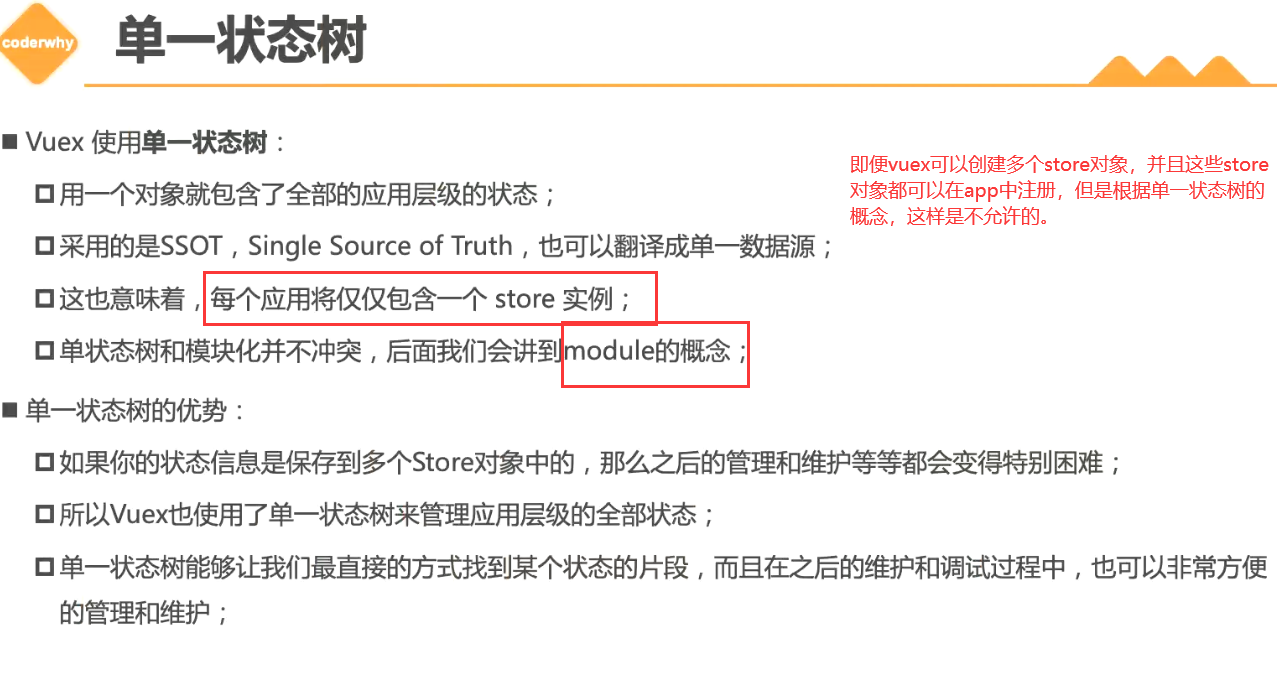 coderwhy
单一状态树
Vuex 使用单一状态树：
用一个对象就包含了全部的应用层级的状态；
采用的是SSOT，Single Source of Truth，也可以翻译成单一数据源；
这也意味着，每个应用将仅仅包含一个 store 实例；
单状态树和模块化并不冲突，后面我们会讲到module的概念；
即便vuex可以创建多个store对象，并且这些store
对象都可以在app中注册，但是根据单一状态树的
概念，这样是不允许的。
单一状态树的优势：
如果你的状态信息是保存到多个Store对象中的，那么之后的管理和维护等等都会变得特别困难；
所以Vuex也使用了单一状态树来管理应用层级的全部状态；
单一状态树能够让我们最直接的方式找到某个状态的片段，而且在之后的维护和调试过程中，也可以非常方便
的管理和维护；